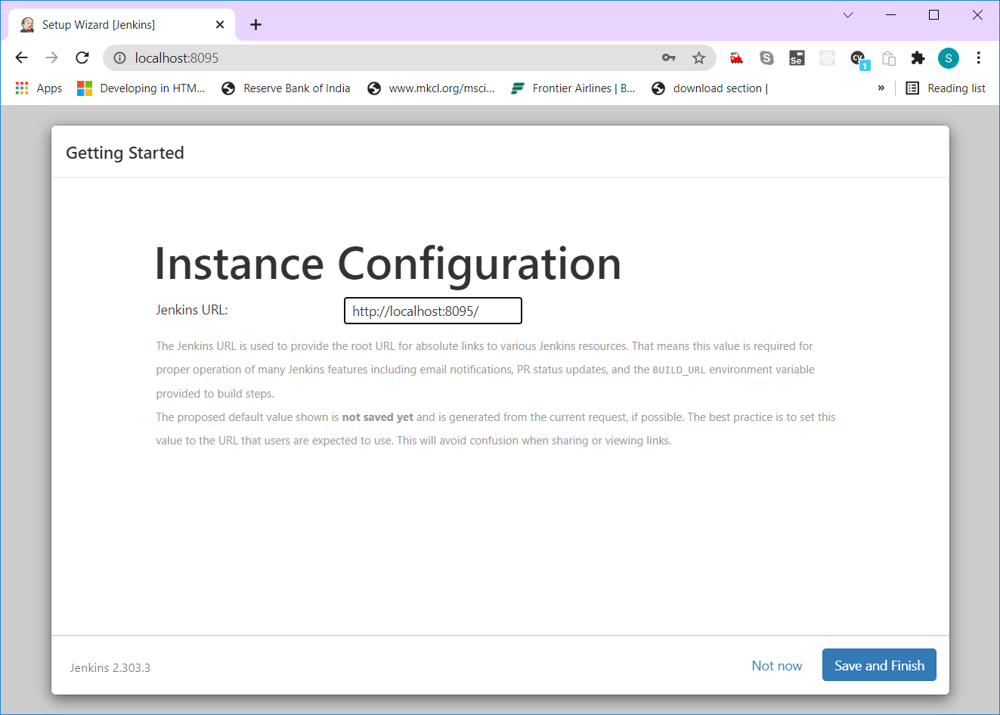 Setup Wizard [Jenkins]
localhost:8095
Se
cy
1
S
Apps
Developing in HTM...
Reserve Bank of India
www.mkcl.org/msci...
Frontier Airlines | B...
download section |
»
Reading list
Getting Started
Instance Configuration
Jenkins URL:
http://localhost:8095/
The Jenkins URL is used to provide the root URL for absolute links to various Jenkins resources. That means this value is required for
proper operation of many Jenkins features including email notifications, PR status updates, and the BUILD_URL environment variable
provided to build steps.
The proposed default value shown is not saved yet and is generated from the current request, if possible. The best practice is to set this
value to the URL that users are expected to use. This will avoid confusion when sharing or viewing links.
Jenkins 2.303.3
Not now
Save and Finish